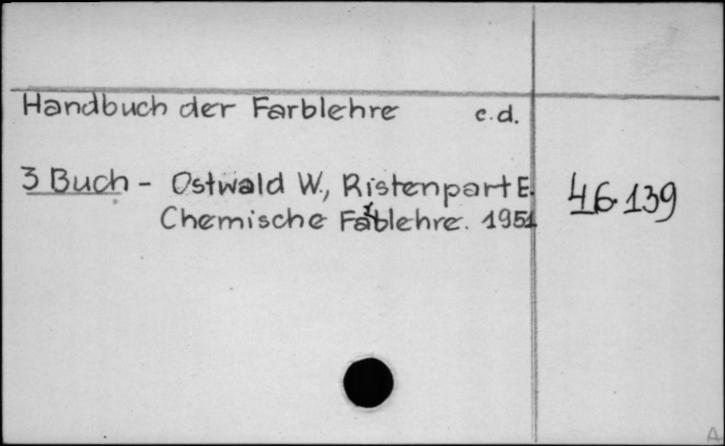 Handbuch der Farblehre c.d.
3 Buch - Ostwald W., Ristenpart E. 46.139
Chemische Farblehre. 1951
A